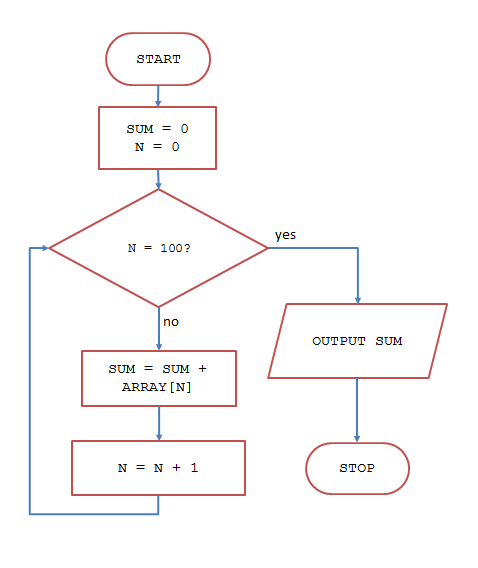 START
SUM = 0
N = 0
N = 100?
yes
no
SUM = SUM +
ARRAY[N]
N = N + 1
OUTPUT SUM
STOP